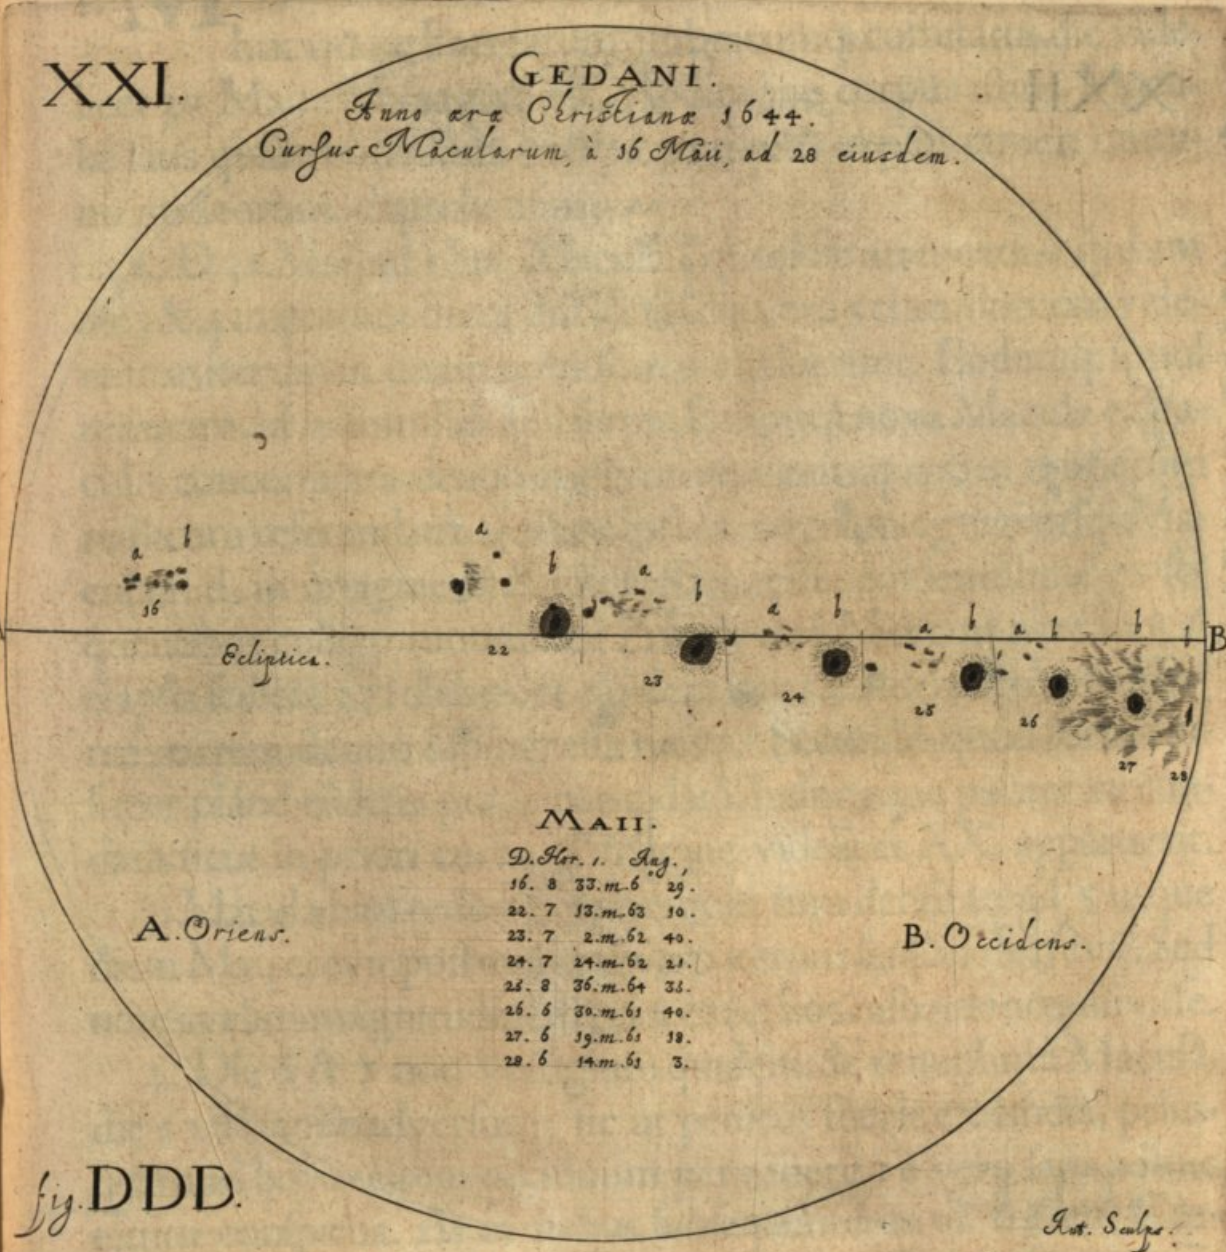 XXI.
GEDANI.
Anno æræ Christianæ 1644.
Cursus Macularum, à 16 Maii, ad 28 eiusdem.
a b
16
a b
22
a b
23
a b
24
a b
25
a b
26
b
27
b
28
B
Ecliptica.
MAII.
D. Hor. ı. Ang.
16. 8 33. m. 6° 29.
22. 7 13. m. 63 10.
23. 7 2. m. 62 40.
24. 7 24. m. 62 21.
25. 8 36. m. 64 35.
26. 6 30. m. 61 40.
27. 6 19. m. 61 18.
28. 6 14. m. 61 3.
A. Oriens.
B. Occidens.
fig. DDD.
Aut. Sculps.